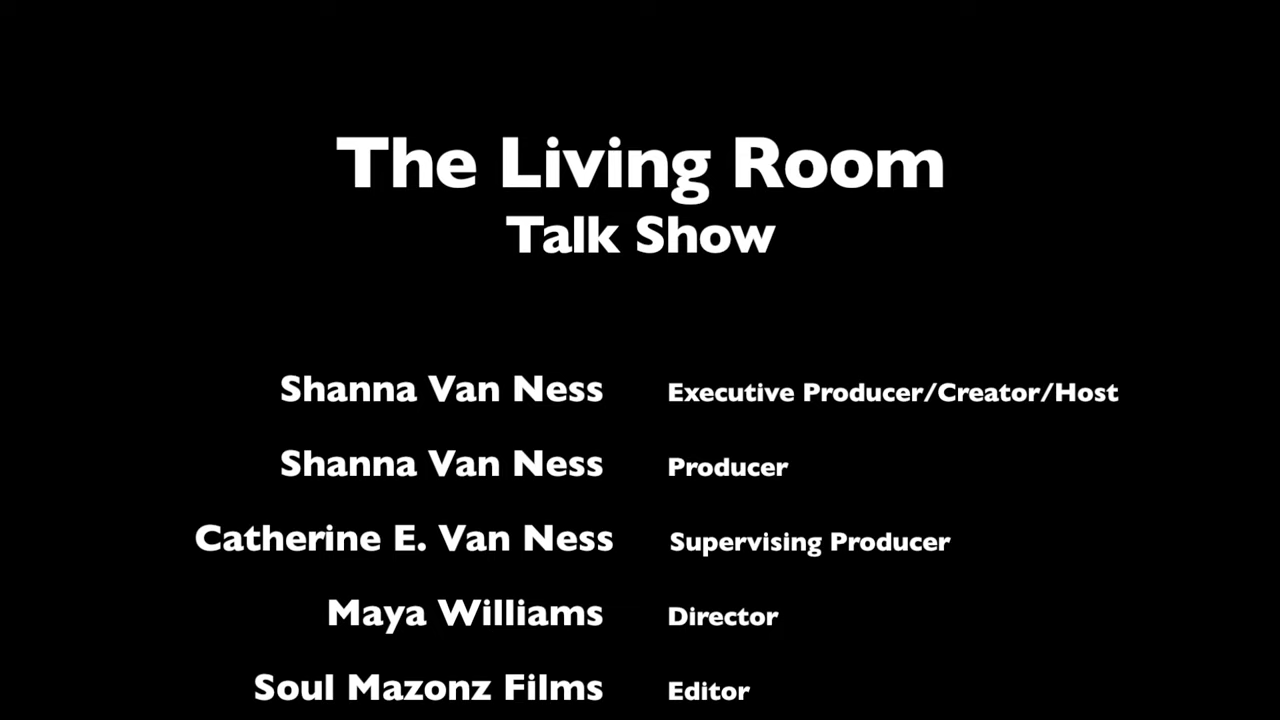 The Living Room
Talk Show
Shanna Van Ness Executive Producer/Creator/Host
Shanna Van Ness Producer
Catherine E. Van Ness Supervising Producer
Maya Williams Director
Soul Mazonz Films Editor